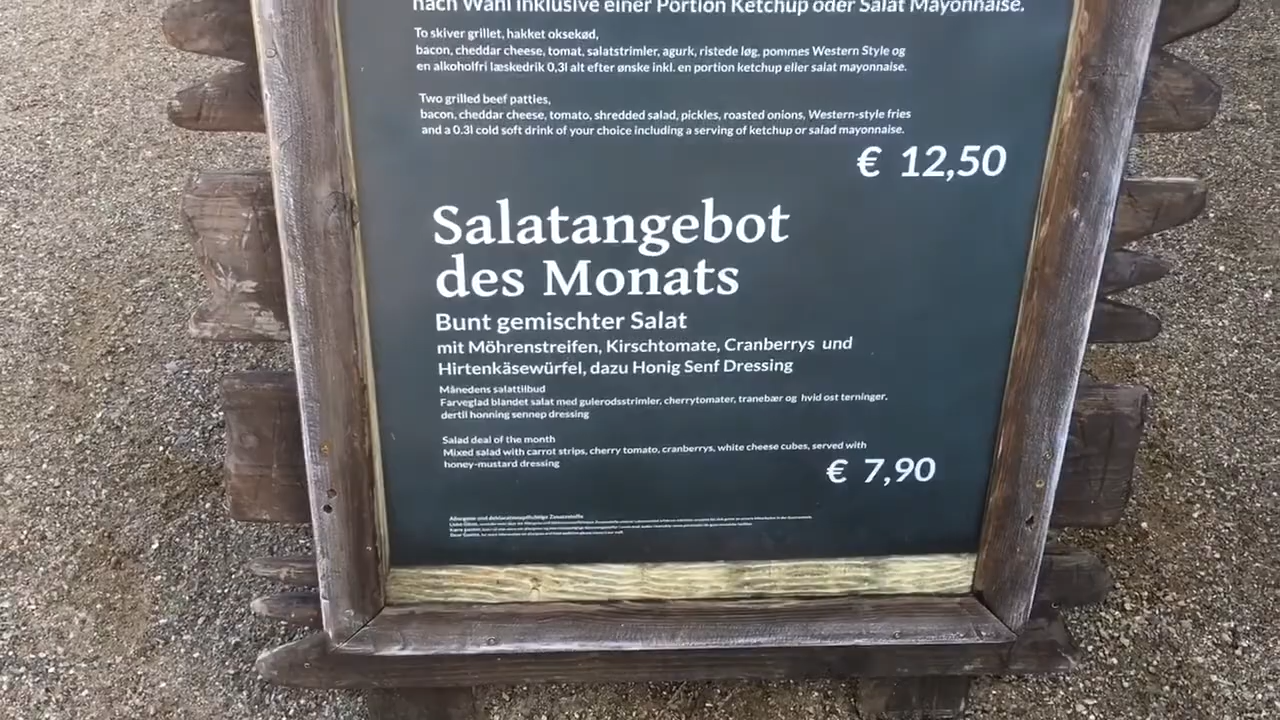 nach Wahl inklusive einer Portion Ketchup oder Salat Mayonnaise.
To skiver grillet, hakket oksekød,
bacon, cheddar cheese, tomat, salatstrimler, agurk, ristede løg, pommes Western Style og
en alkoholfri læskedrik 0,3l alt efter ønske inkl. en portion ketchup eller salat mayonnaise.
Two grilled beef patties,
bacon, cheddar cheese, tomato, shredded salad, pickles, roasted onions, Western-style fries
and a 0.3l cold soft drink of your choice including a serving of ketchup or salad mayonnaise.
€ 12,50
Salatangebot
des Monats
Bunt gemischter Salat
mit Möhrenstreifen, Kirschtomate, Cranberrys und
Hirtenkäsewürfel, dazu Honig Senf Dressing
Månedens salattilbud
Farveglad blandet salat med gulerodsstrimler, cherrytomater, tranebær og hvid ost terninger.
dertil honning sennep dressing
Salad deal of the month
Mixed salad with carrot strips, cherry tomato, cranberrys, white cheese cubes, served with
honey-mustard dressing
€ 7,90
Allergene und deklarationspflichtige Zusatzstoffe